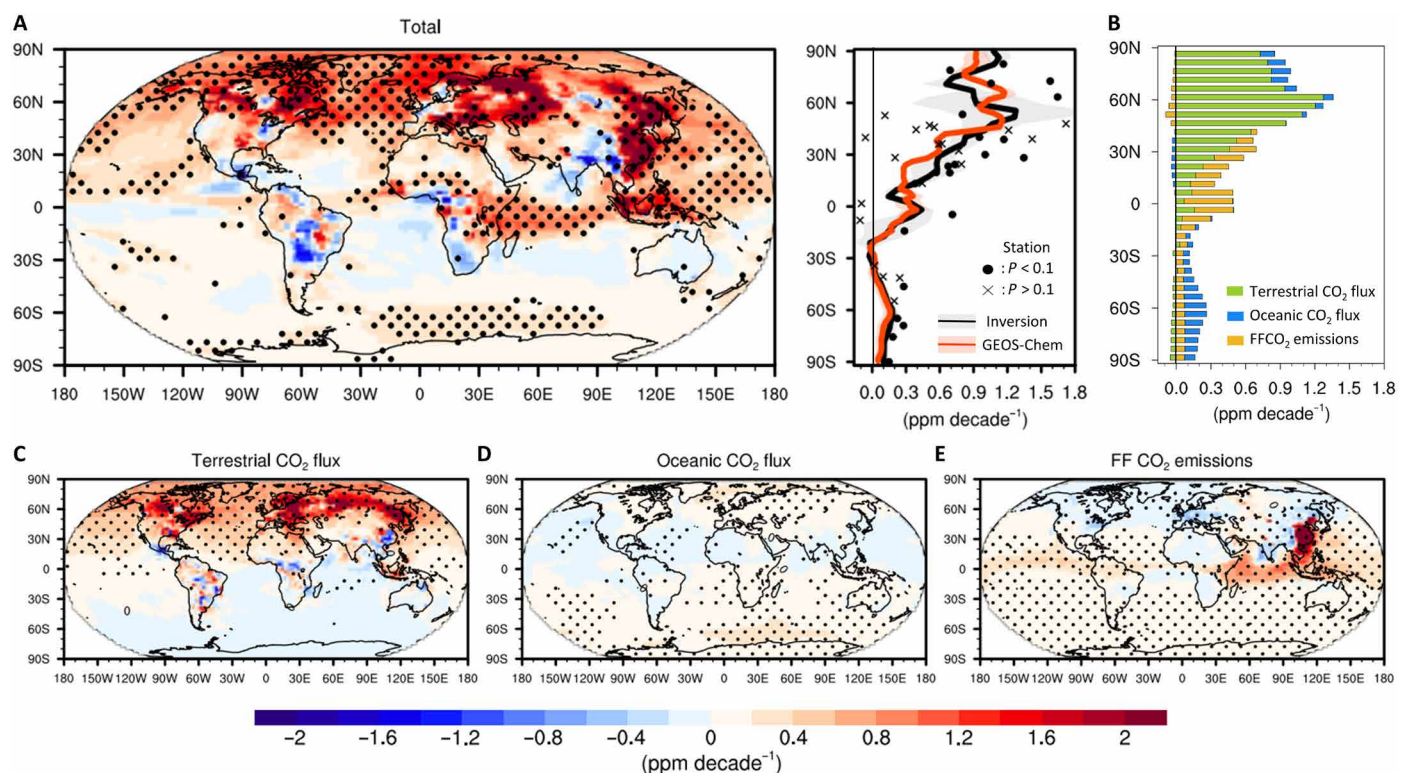 A
Total
90N
60N
30N
0
30S
60S
90S
180 150W 120W 90W 60W 30W 0 30E 60E 90E 120E 150E 180
90N
60N
30N
0
30S
60S
90S
Station
: P < 0.1
: P > 0.1
Inversion
GEOS-Chem
0.0 0.3 0.6 0.9 1.2 1.5 1.8
(ppm decade⁻¹)
B
90N
60N
30N
0
30S
60S
90S
Terrestrial CO₂ flux
Oceanic CO₂ flux
FFCO₂ emissions
0.0 0.3 0.6 0.9 1.2 1.5 1.8
(ppm decade⁻¹)
C
Terrestrial CO₂ flux
90N
60N
30N
0
30S
60S
90S
0
180 150W 120W 90W 60W 30W 0 30E 60E 90E 120E 150E 180
D
Oceanic CO₂ flux
90N
60N
30N
0
30S
60S
90S
180 150W 120W 90W 60W 30W 0 30E 60E 90E 120E 150E 180
E
FF CO₂ emissions
90N
60N
30N
0
30S
60S
90S
180 150W 120W 90W 60W 30W 0 30E 60E 90E 120E 150E 180
−2 −1.6 −1.2 −0.8 −0.4 0 0.4 0.8 1.2 1.6 2
(ppm decade⁻¹)